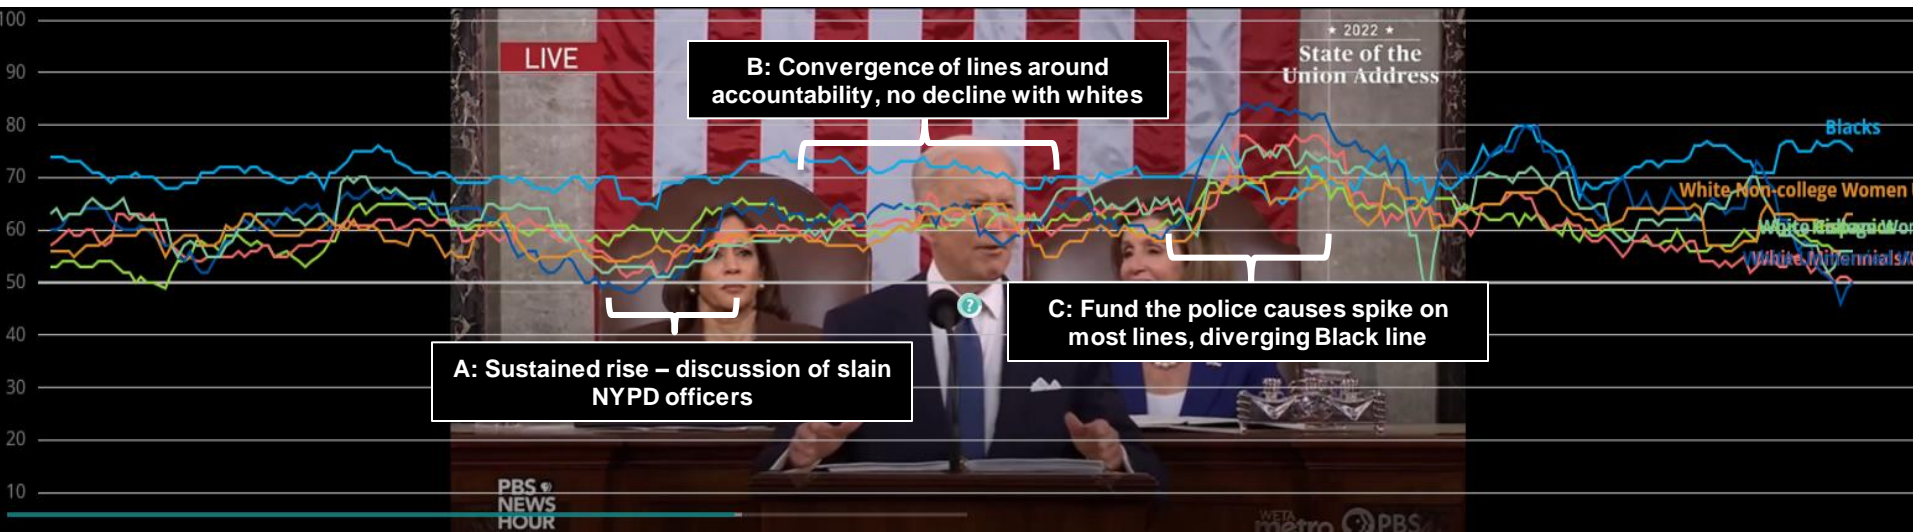 100
90
80
70
60
50
40
30
20
10
LIVE
★ 2022 ★
State of the
Union Address
B: Convergence of lines around
accountability, no decline with whites
Blacks
White Non-college Women
A: Sustained rise – discussion of slain
NYPD officers
?
C: Fund the police causes spike on
most lines, diverging Black line
PBS
NEWS
HOUR
WETA
metro PBS